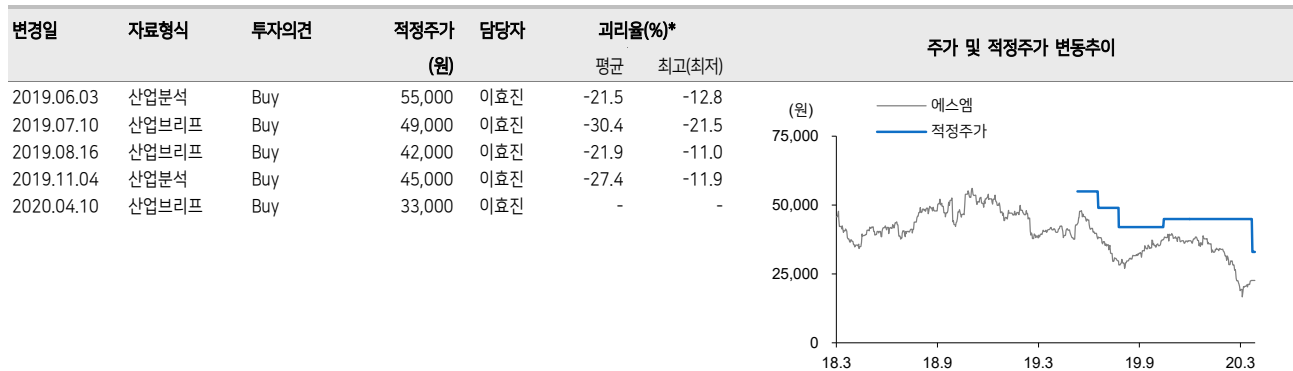 변경일 자료형식 투자의견 적정주가 담당자 괴리율(%)*
(원) 평균 최고(최저)
2019.06.03 산업분석 Buy 55,000 이효진 -21.5 -12.8
2019.07.10 산업브리프 Buy 49,000 이효진 -30.4 -21.5
2019.08.16 산업브리프 Buy 42,000 이효진 -21.9 -11.0
2019.11.04 산업분석 Buy 45,000 이효진 -27.4 -11.9
2020.04.10 산업브리프 Buy 33,000 이효진 - -
주가 및 적정주가 변동추이
(원)
에스엠
적정주가
75,000
50,000
25,000
0
18.3 18.9 19.3 19.9 20.3